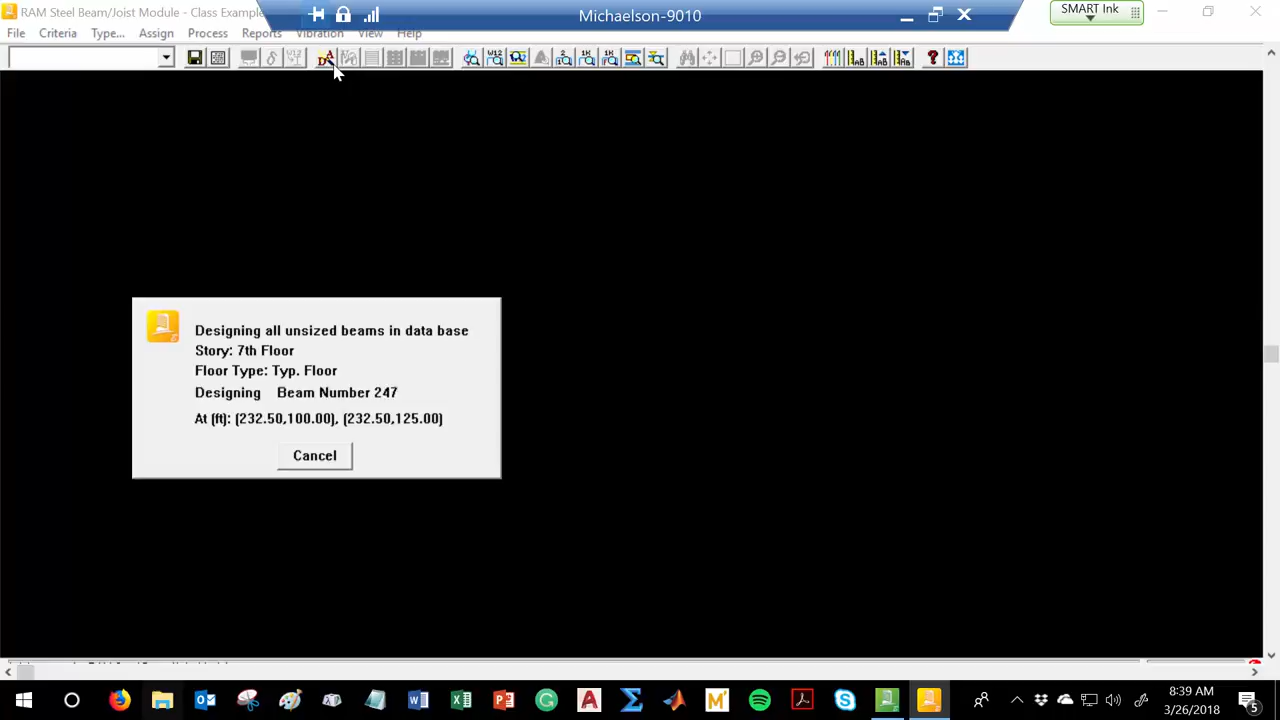 RAM Steel Beam/Joist Module - Class Example
Michaelson-9010
SMART Ink
File Criteria Type... Assign Process Reports Vibration View Help
Designing all unsized beams in data base
Story: 7th Floor
Floor Type: Typ. Floor
Designing Beam Number 247
At (ft): (232.50,100.00), (232.50,125.00)
Cancel
8:39 AM
3/26/2018
5